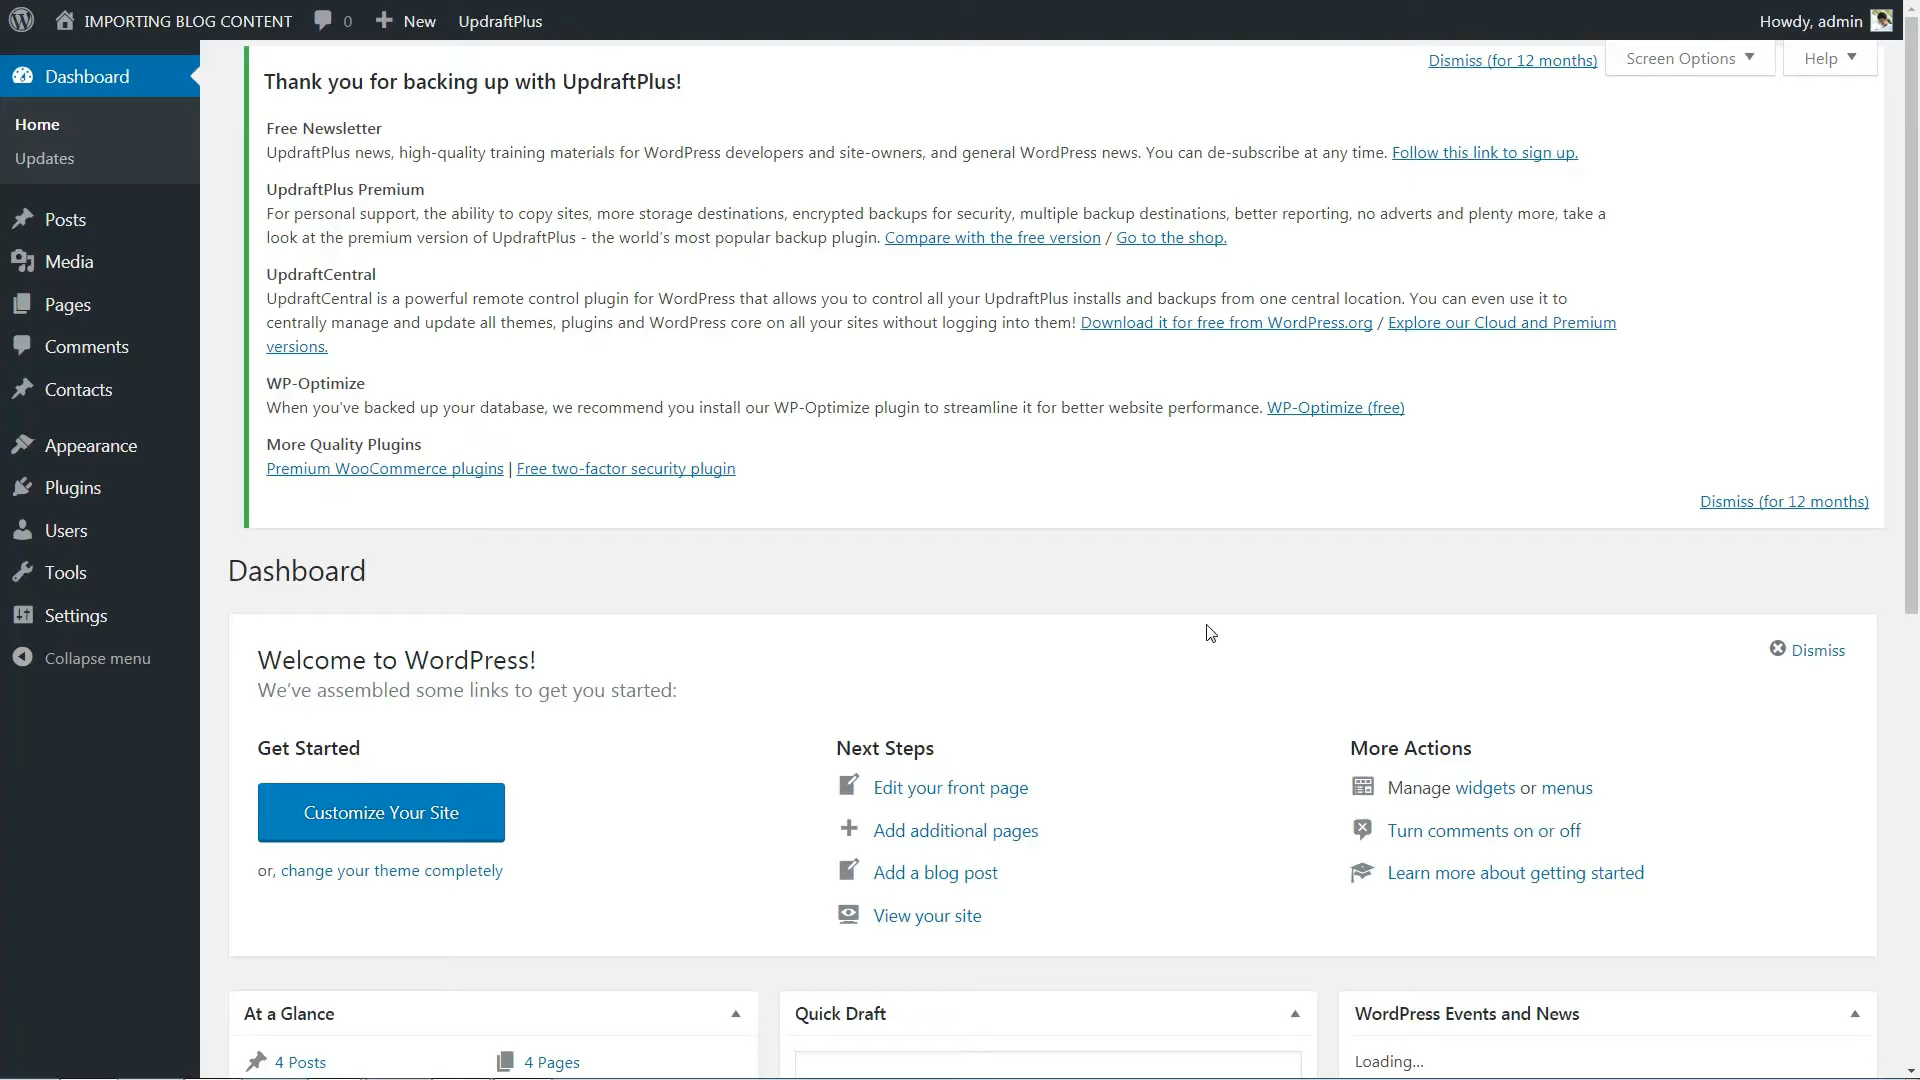 IMPORTING BLOG CONTENT 0 New UpdraftPlus Howdy, admin
Dashboard
Home
Updates
Posts
Media
Pages
Comments
Contacts
Appearance
Plugins
Users
Tools
Settings
Collapse menu
Dismiss (for 12 months) Screen Options Help
Thank you for backing up with UpdraftPlus!
Free Newsletter
UpdraftPlus news, high-quality training materials for WordPress developers and site-owners, and general WordPress news. You can de-subscribe at any time. Follow this link to sign up.
UpdraftPlus Premium
For personal support, the ability to copy sites, more storage destinations, encrypted backups for security, multiple backup destinations, better reporting, no adverts and plenty more, take a
look at the premium version of UpdraftPlus - the world's most popular backup plugin. Compare with the free version / Go to the shop.
UpdraftCentral
UpdraftCentral is a powerful remote control plugin for WordPress that allows you to control all your UpdraftPlus installs and backups from one central location. You can even use it to
centrally manage and update all themes, plugins and WordPress core on all your sites without logging into them! Download it for free from WordPress.org / Explore our Cloud and Premium
versions.
WP-Optimize
When you've backed up your database, we recommend you install our WP-Optimize plugin to streamline it for better website performance. WP-Optimize (free)
More Quality Plugins
Premium WooCommerce plugins | Free two-factor security plugin
Dismiss (for 12 months)
Dashboard
Welcome to WordPress!
Dismiss
We've assembled some links to get you started:
Get Started
Customize Your Site
or, change your theme completely
Next Steps
Edit your front page
Add additional pages
Add a blog post
View your site
More Actions
Manage widgets or menus
Turn comments on or off
Learn more about getting started
At a Glance
4 Posts 4 Pages
Quick Draft
WordPress Events and News
Loading...